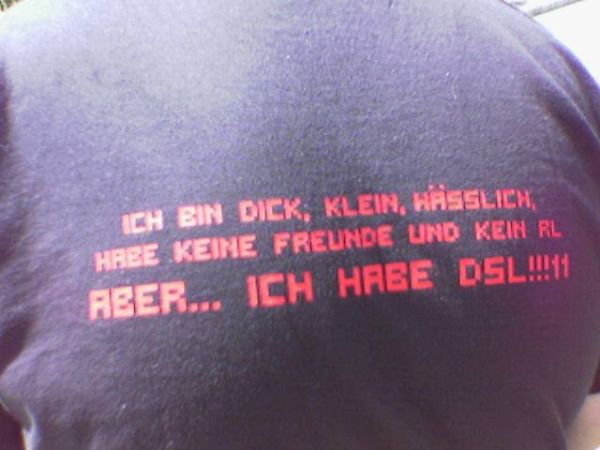 ICH BIN DICK, KLEIN, HÄSSLICH,
HABE KEINE FREUNDE UND KEIN RL
ABER... ICH HABE DSL!!!11